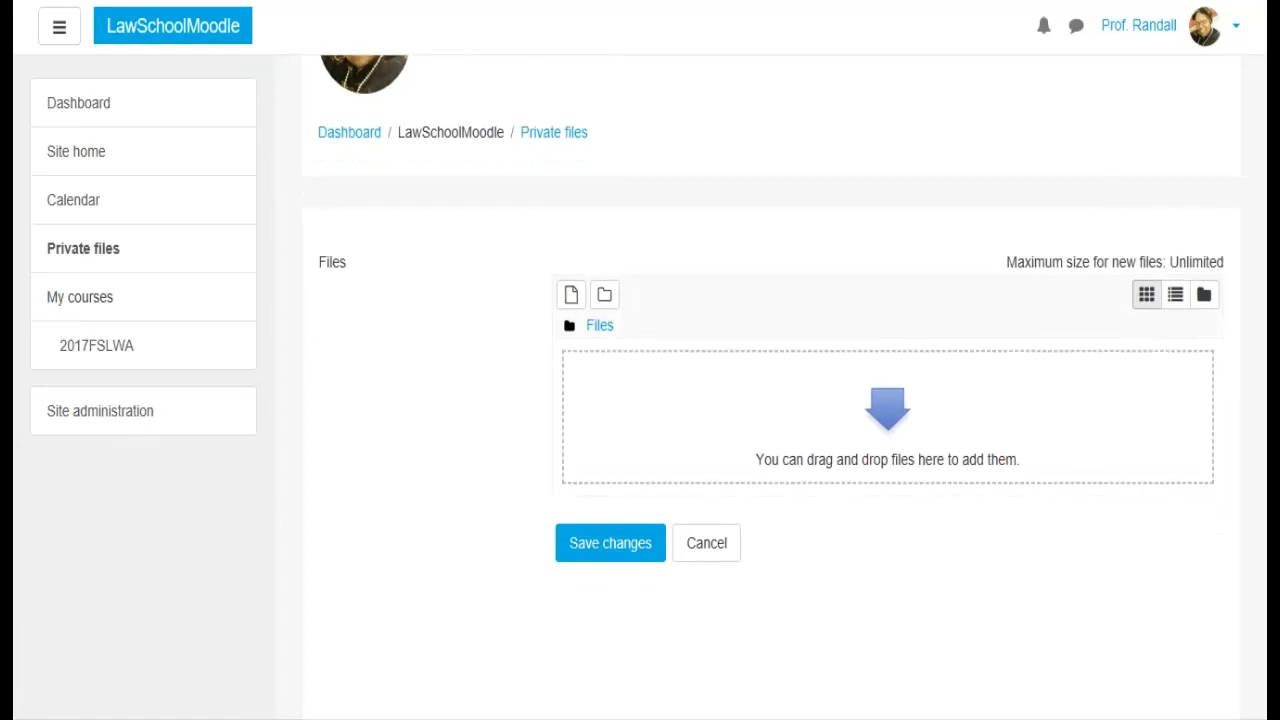 LawSchoolMoodle
Prof. Randall
Dashboard
Site home
Calendar
Private files
My courses
2017FSLWA
Site administration
Dashboard / LawSchoolMoodle / Private files
Files
Maximum size for new files: Unlimited
Files
You can drag and drop files here to add them.
Save changes
Cancel